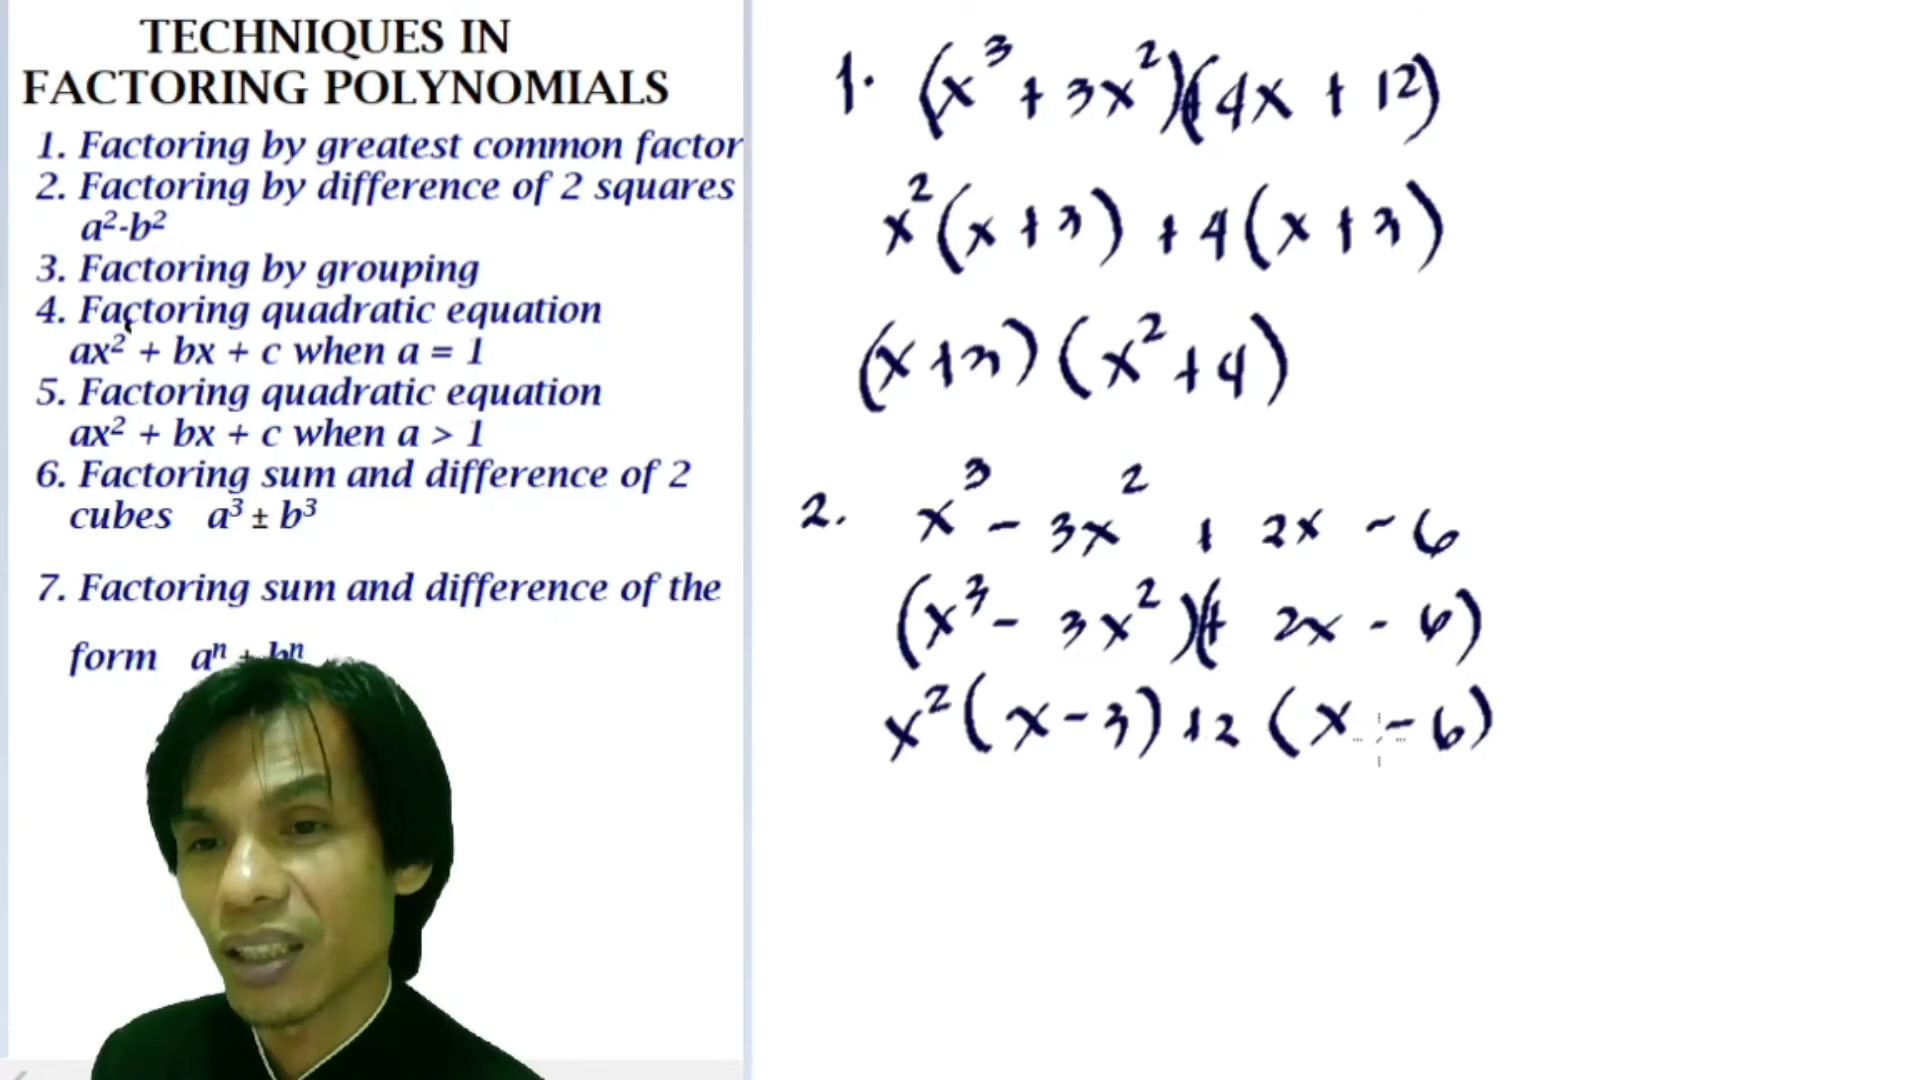 TECHNIQUES IN
FACTORING POLYNOMIALS
1. Factoring by greatest common factor
2. Factoring by difference of 2 squares
a²-b²
3. Factoring by grouping
4. Factoring quadratic equation
ax² + bx + c when a = 1
5. Factoring quadratic equation
ax² + bx + c when a > 1
6. Factoring sum and difference of 2
cubes a³ ± b³
7. Factoring sum and difference of the
form aⁿ ± bⁿ
1. (x³ + 3x²)(+ 4x + 12)
x²(x + 3) + 4(x + 3)
(x + 3)(x² + 4)
2. x³ - 3x² + 2x - 6
(x³ - 3x²)(+ 2x - 6)
x²(x - 3) + 2(x - 6)